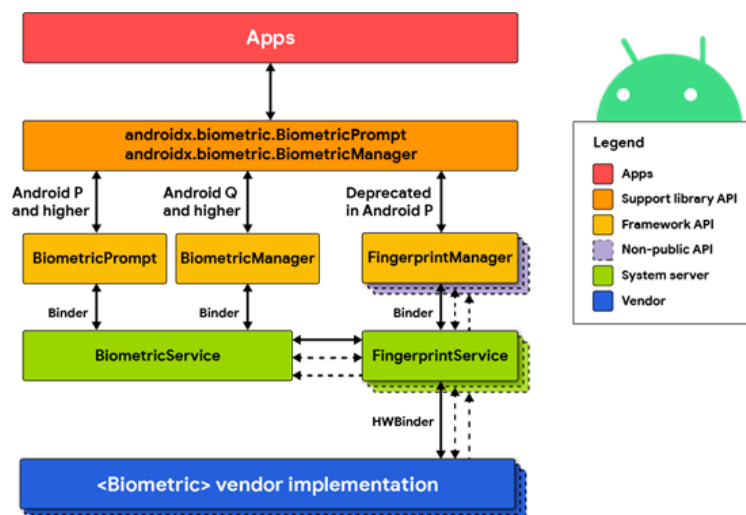 Apps
androidx.biometric.BiometricPrompt
androidx.biometric.BiometricManager
Android P
and higher
Android Q
and higher
Deprecated
in Android P
BiometricPrompt
BiometricManager
FingerprintManager
Binder
Binder
Binder
BiometricService
FingerprintService
HWBinder
<Biometric> vendor implementation
Legend
Apps
Support library API
Framework API
Non-public API
System server
Vendor